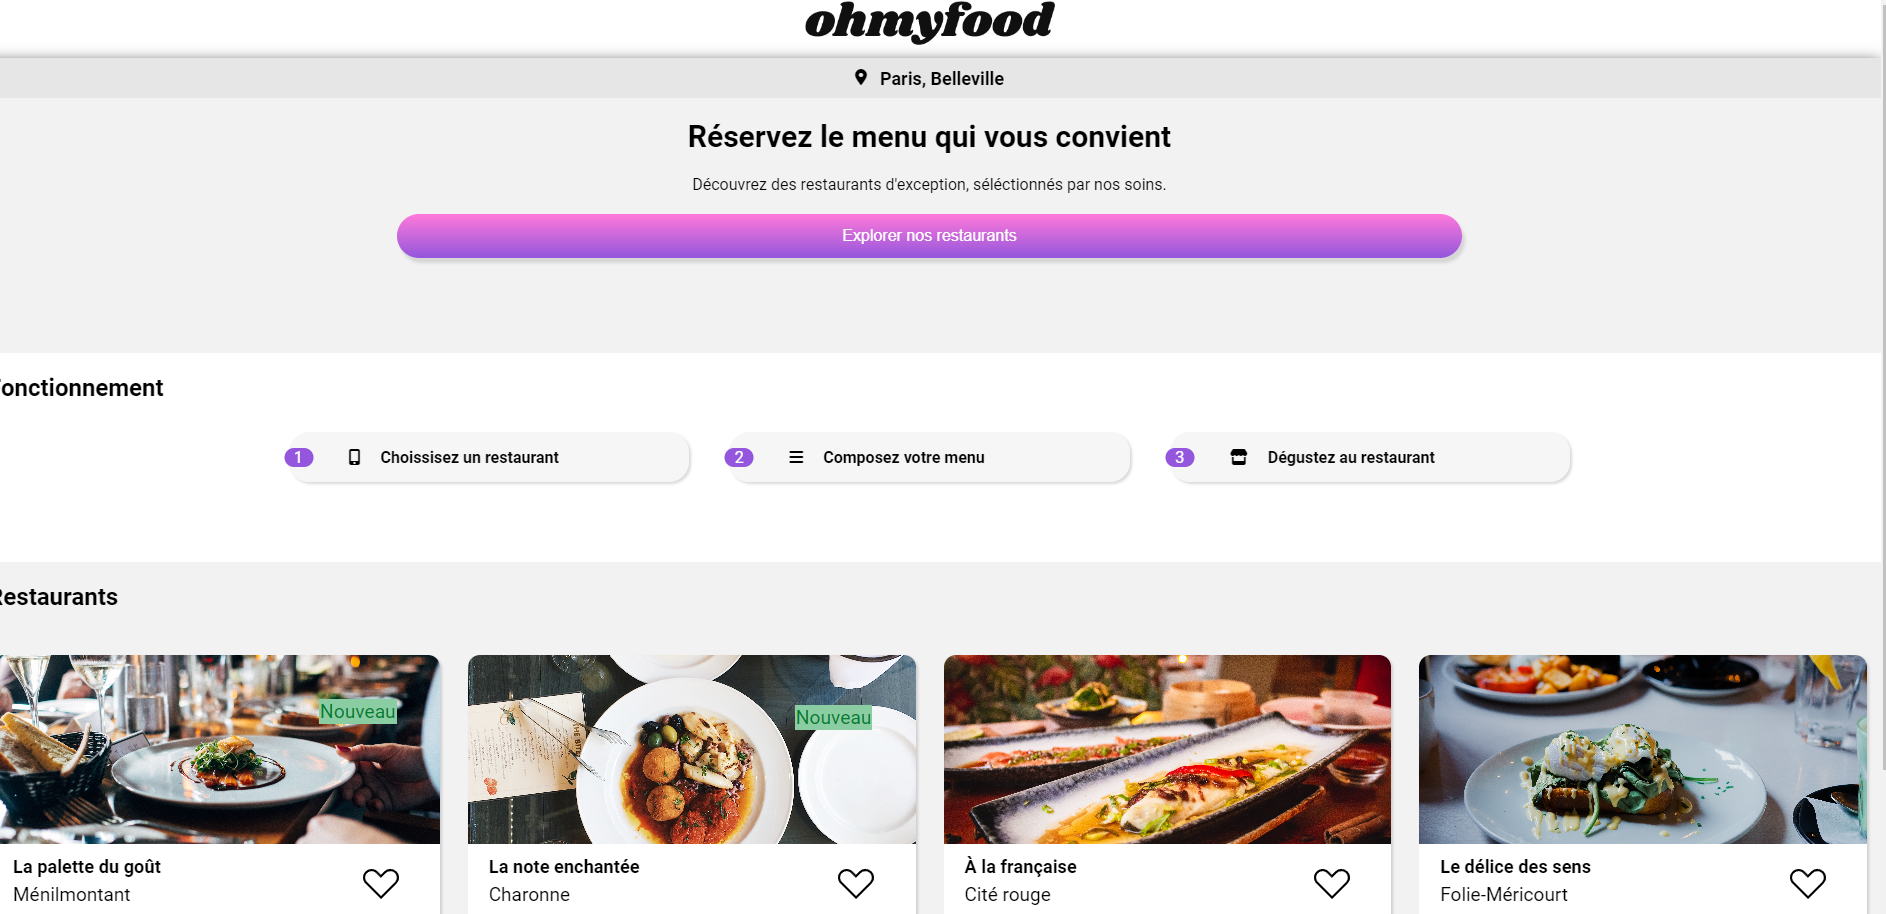 ohmyfood
Paris, Belleville
Réservez le menu qui vous convient
Découvrez des restaurants d'exception, séléctionnés par nos soins.
Explorer nos restaurants
onctionnement
1 Choissisez un restaurant
2 Composez votre menu
3 Dégustez au restaurant
Restaurants
Nouveau
Nouveau
La palette du goût
Ménilmontant
La note enchantée
Charonne
À la française
Cité rouge
Le délice des sens
Folie-Méricourt